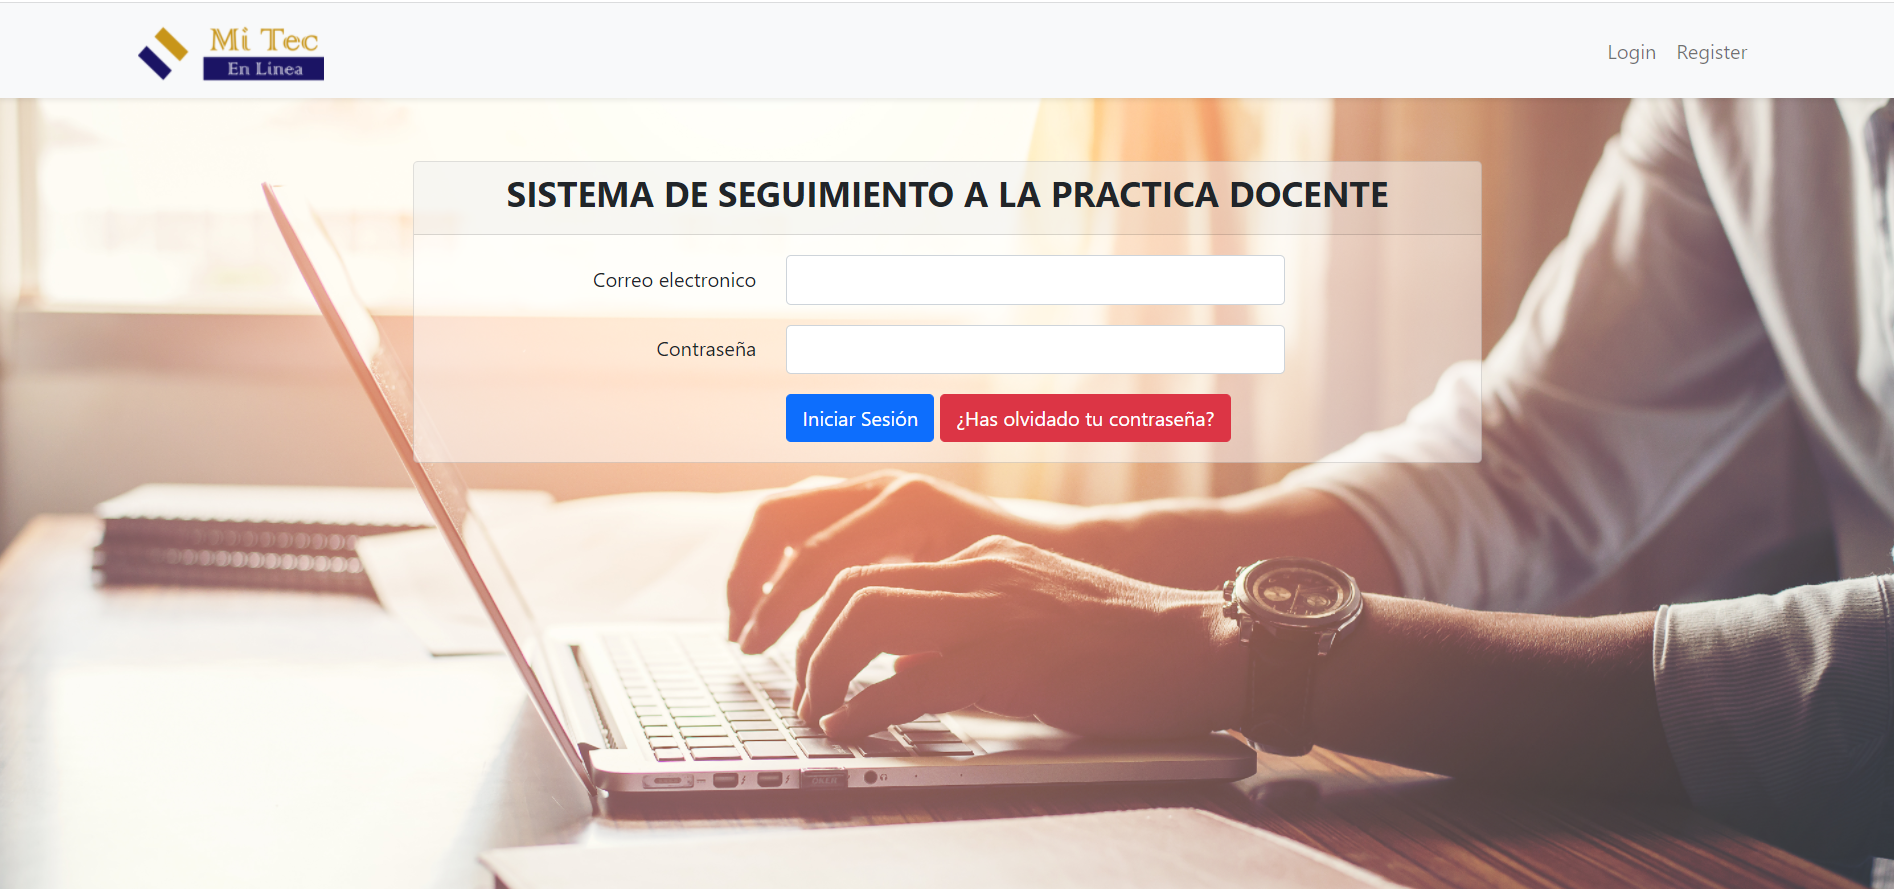 Mi Tec
En Linea
Login Register
SISTEMA DE SEGUIMIENTO A LA PRACTICA DOCENTE
Correo electronico
Contraseña
Iniciar Sesión ¿Has olvidado tu contraseña?